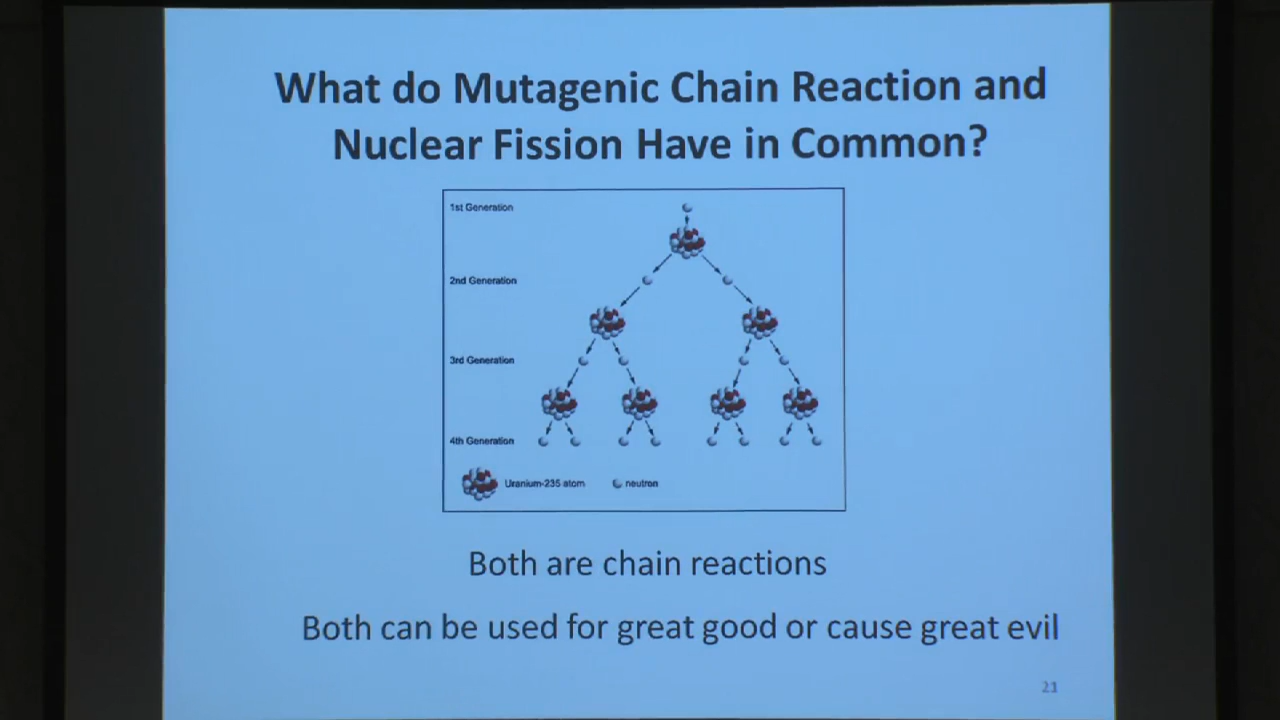 What do Mutagenic Chain Reaction and
Nuclear Fission Have in Common?
1st Generation
2nd Generation
3rd Generation
4th Generation
Uranium-235 atom
neutron
Both are chain reactions
Both can be used for great good or cause great evil
21